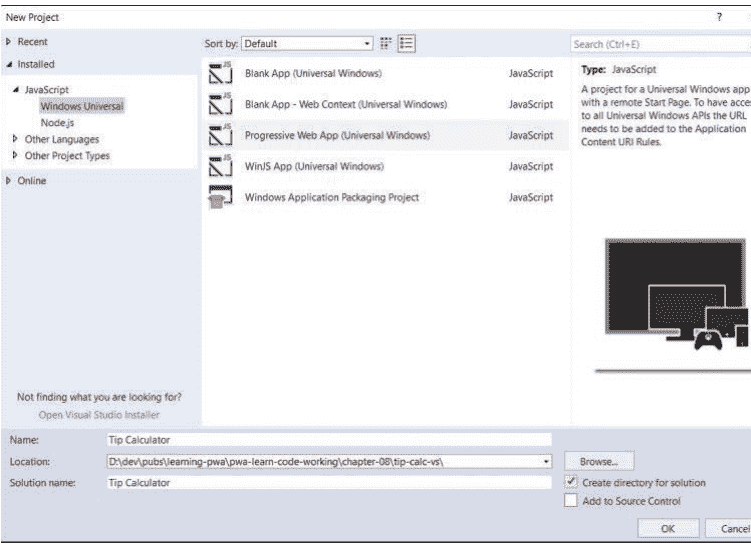 New Project
?
Recent
Sort by: Default
Search (Ctrl+E)
Installed
JavaScript
Windows Universal
Node.js
Other Languages
Other Project Types
Online
JS Blank App (Universal Windows) JavaScript
JS Blank App - Web Context (Universal Windows) JavaScript
JS Progressive Web App (Universal Windows) JavaScript
JS WinJS App (Universal Windows) JavaScript
Windows Application Packaging Project JavaScript
Type: JavaScript
A project for a Universal Windows app
with a remote Start Page. To have acce
to all Universal Windows APIs the URL
needs to be added to the Application
Content URI Rules.
Not finding what you are looking for?
Open Visual Studio Installer
Name: Tip Calculator
Location: D:\dev\pubs\learning-pwa\pwa-learn-code-working\chapter-08\tip-calc-vs\ Browse...
Solution name: Tip Calculator
Create directory for solution
Add to Source Control
OK Cancel